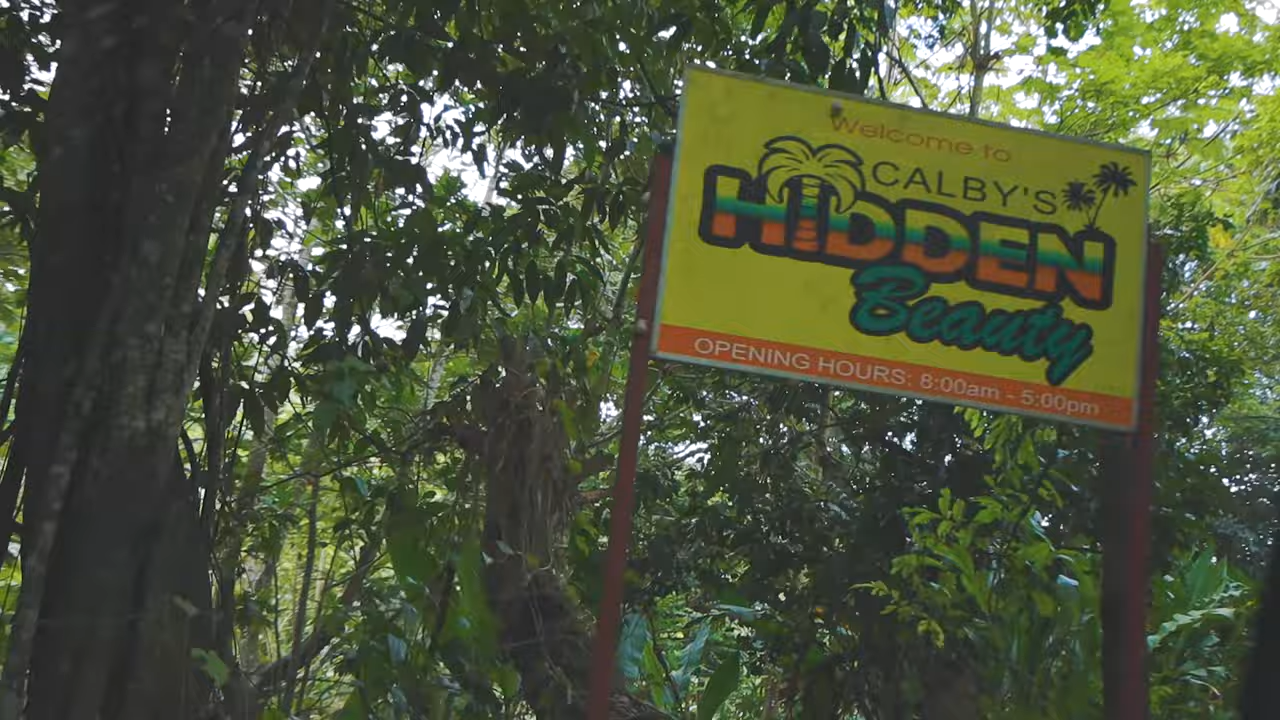 Welcome to
CALBY'S
HIDDEN
Beauty
OPENING HOURS: 8:00am - 5:00pm